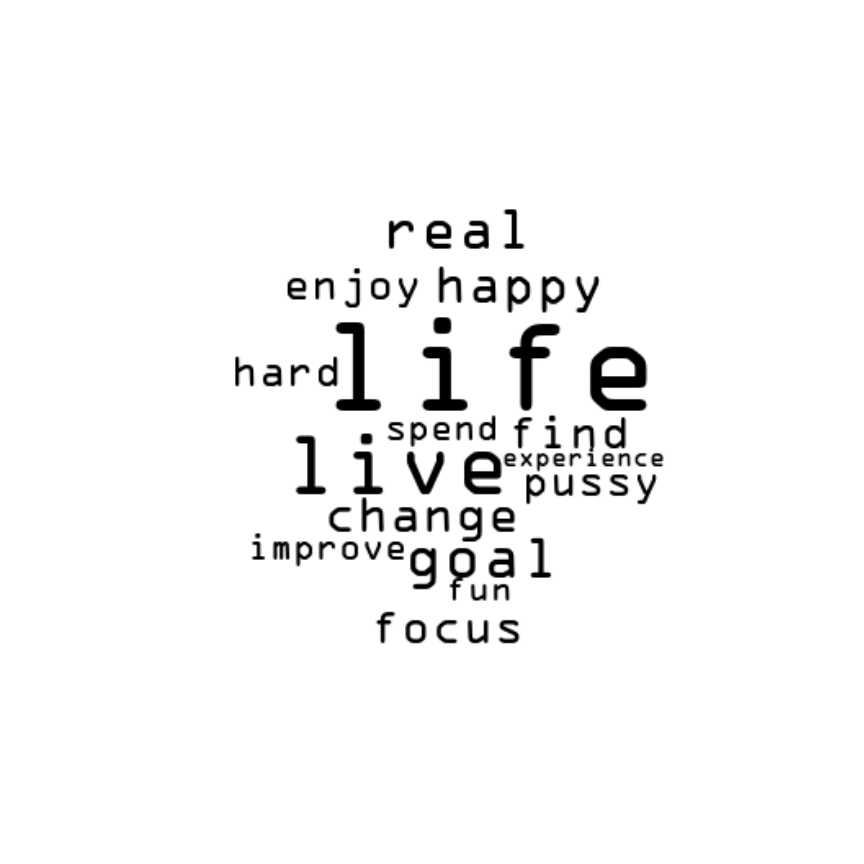 real
enjoy happy
hard life
spend find
live experience
pussy
change
improve goal
fun
focus